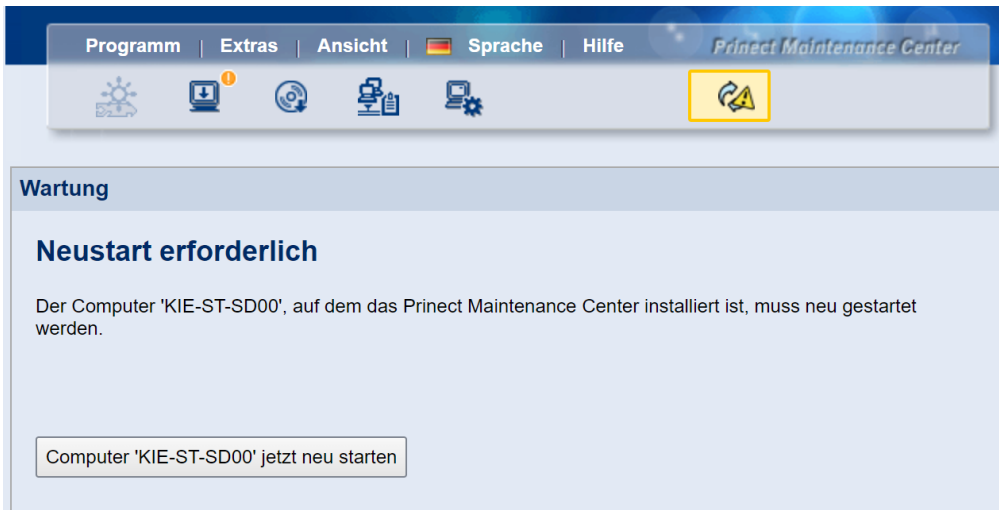 Programm | Extras | Ansicht | Sprache | Hilfe Prinect Maintenance Center
Wartung
Neustart erforderlich
Der Computer 'KIE-ST-SD00', auf dem das Prinect Maintenance Center installiert ist, muss neu gestartet
werden.
Computer 'KIE-ST-SD00' jetzt neu starten